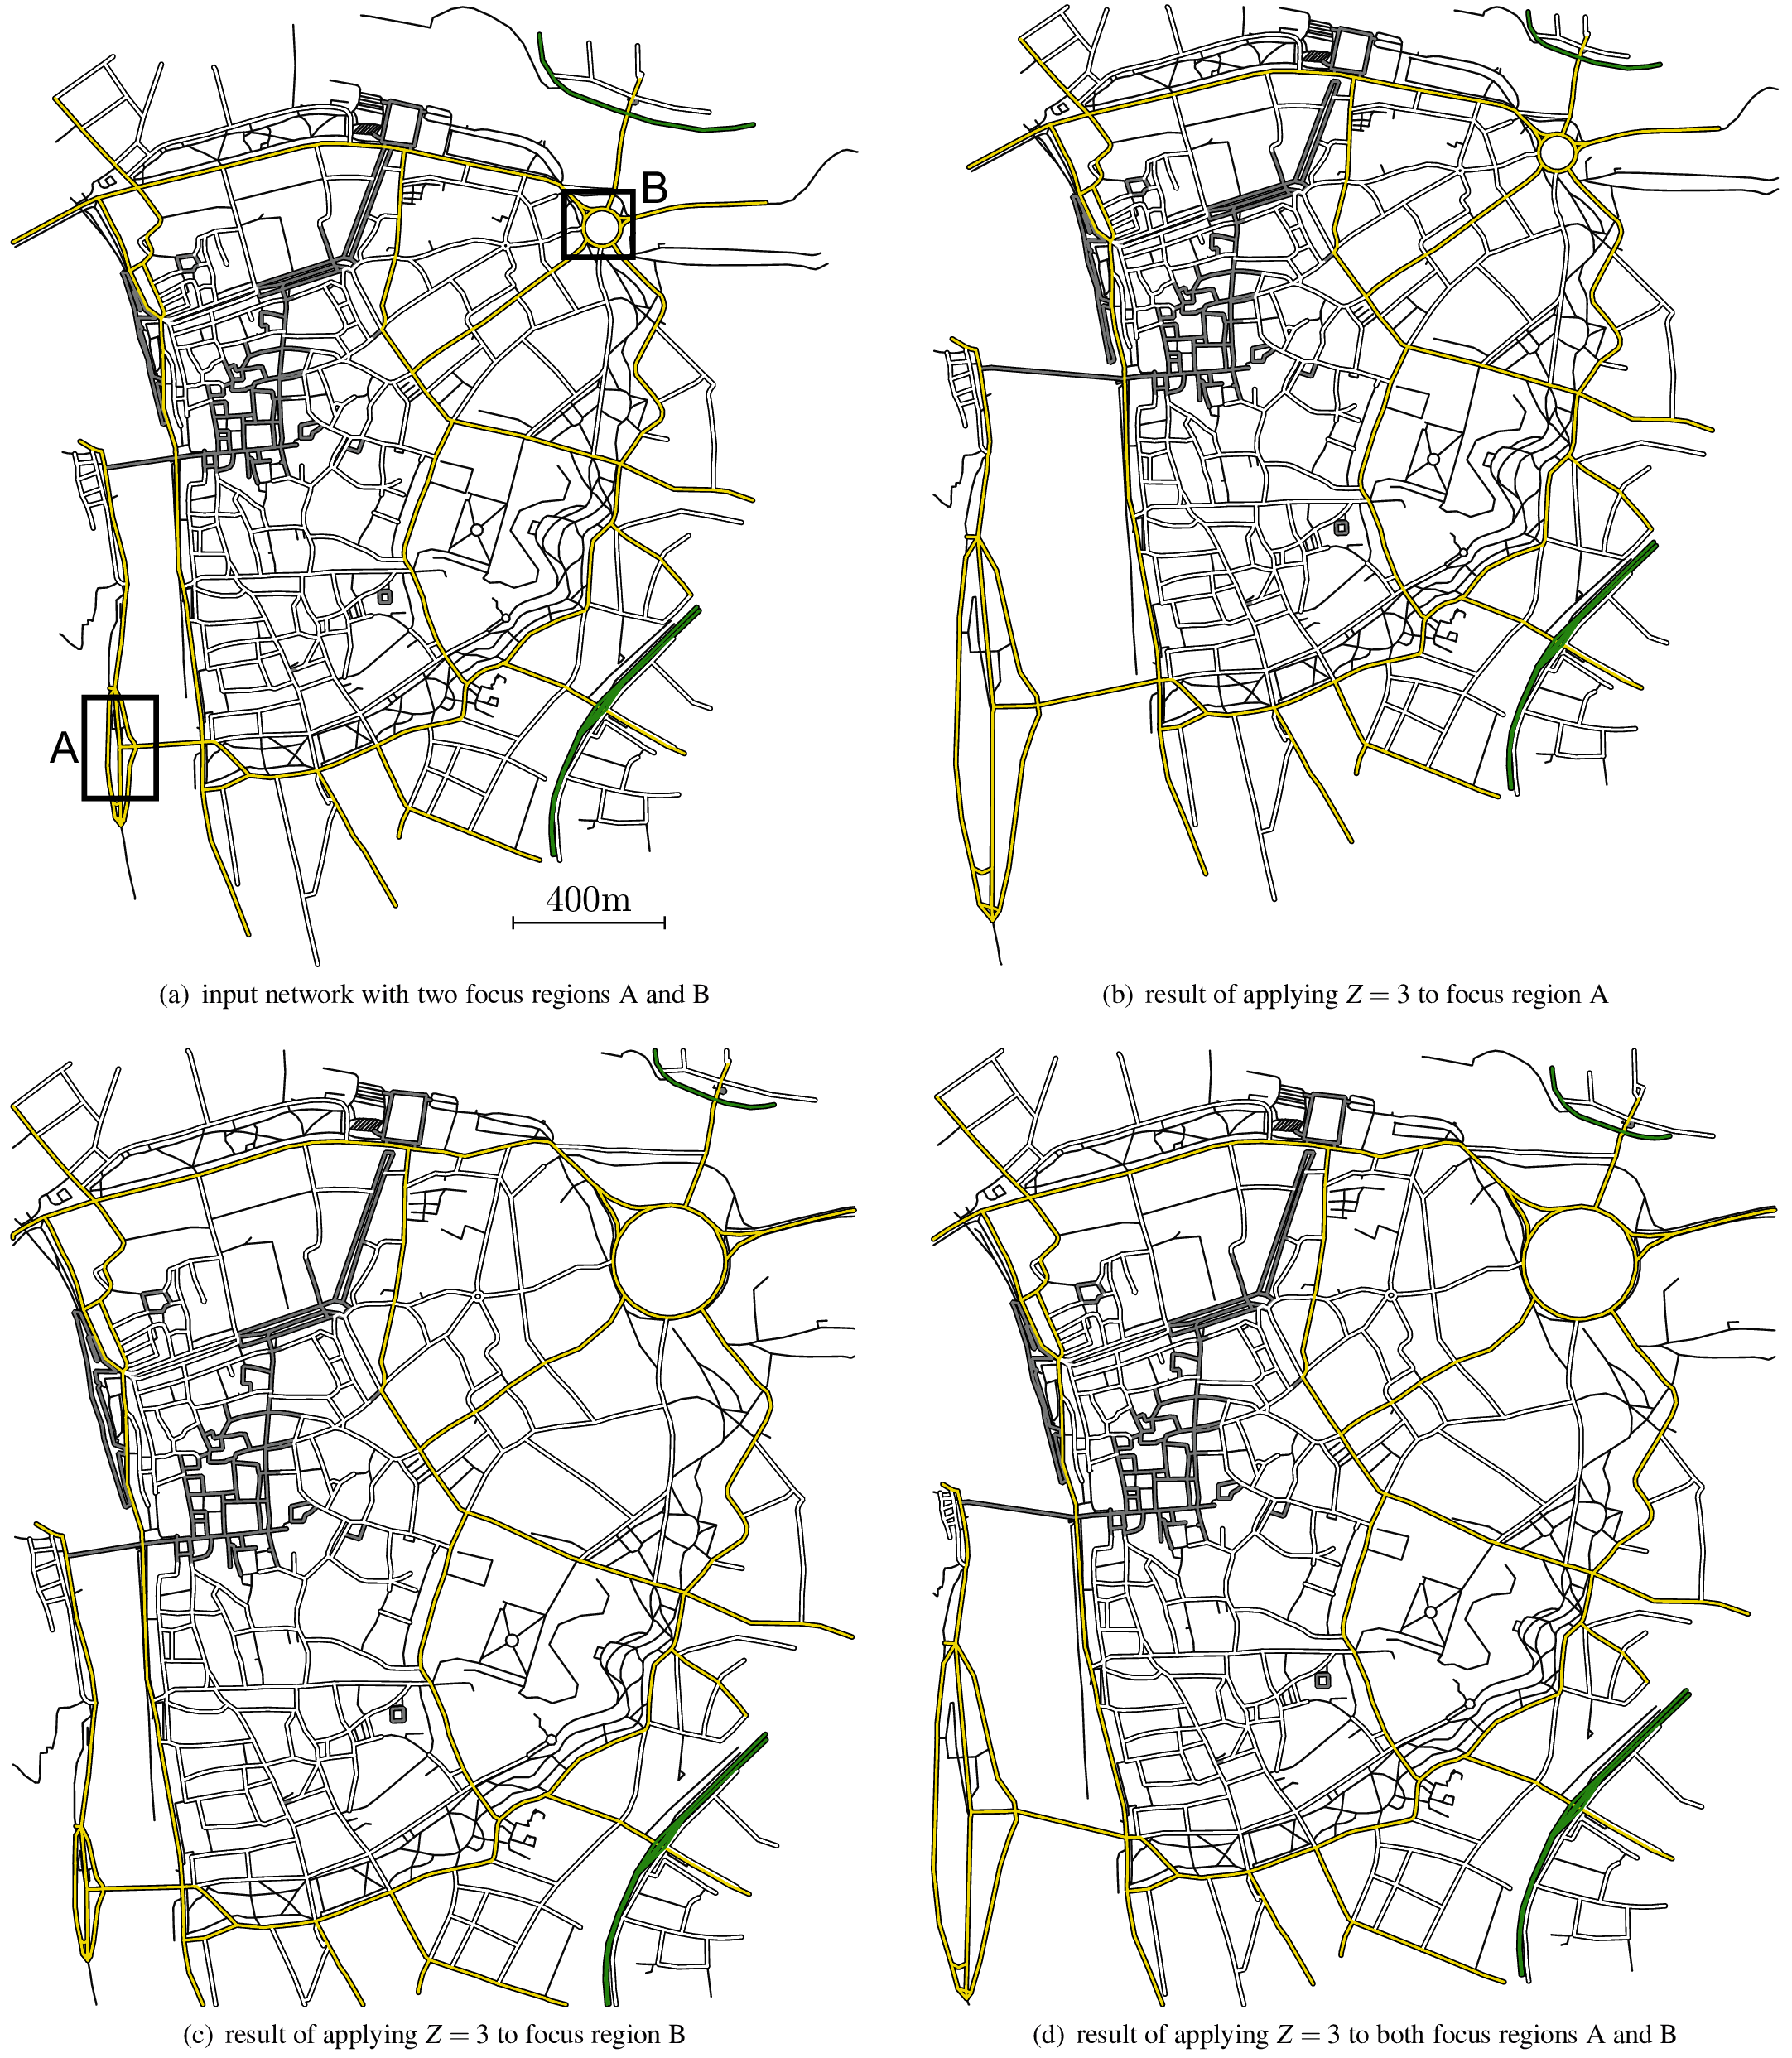 B
A
400m
(a) input network with two focus regions A and B
(b) result of applying Z = 3 to focus region A
(c) result of applying Z = 3 to focus region B
(d) result of applying Z = 3 to both focus regions A and B